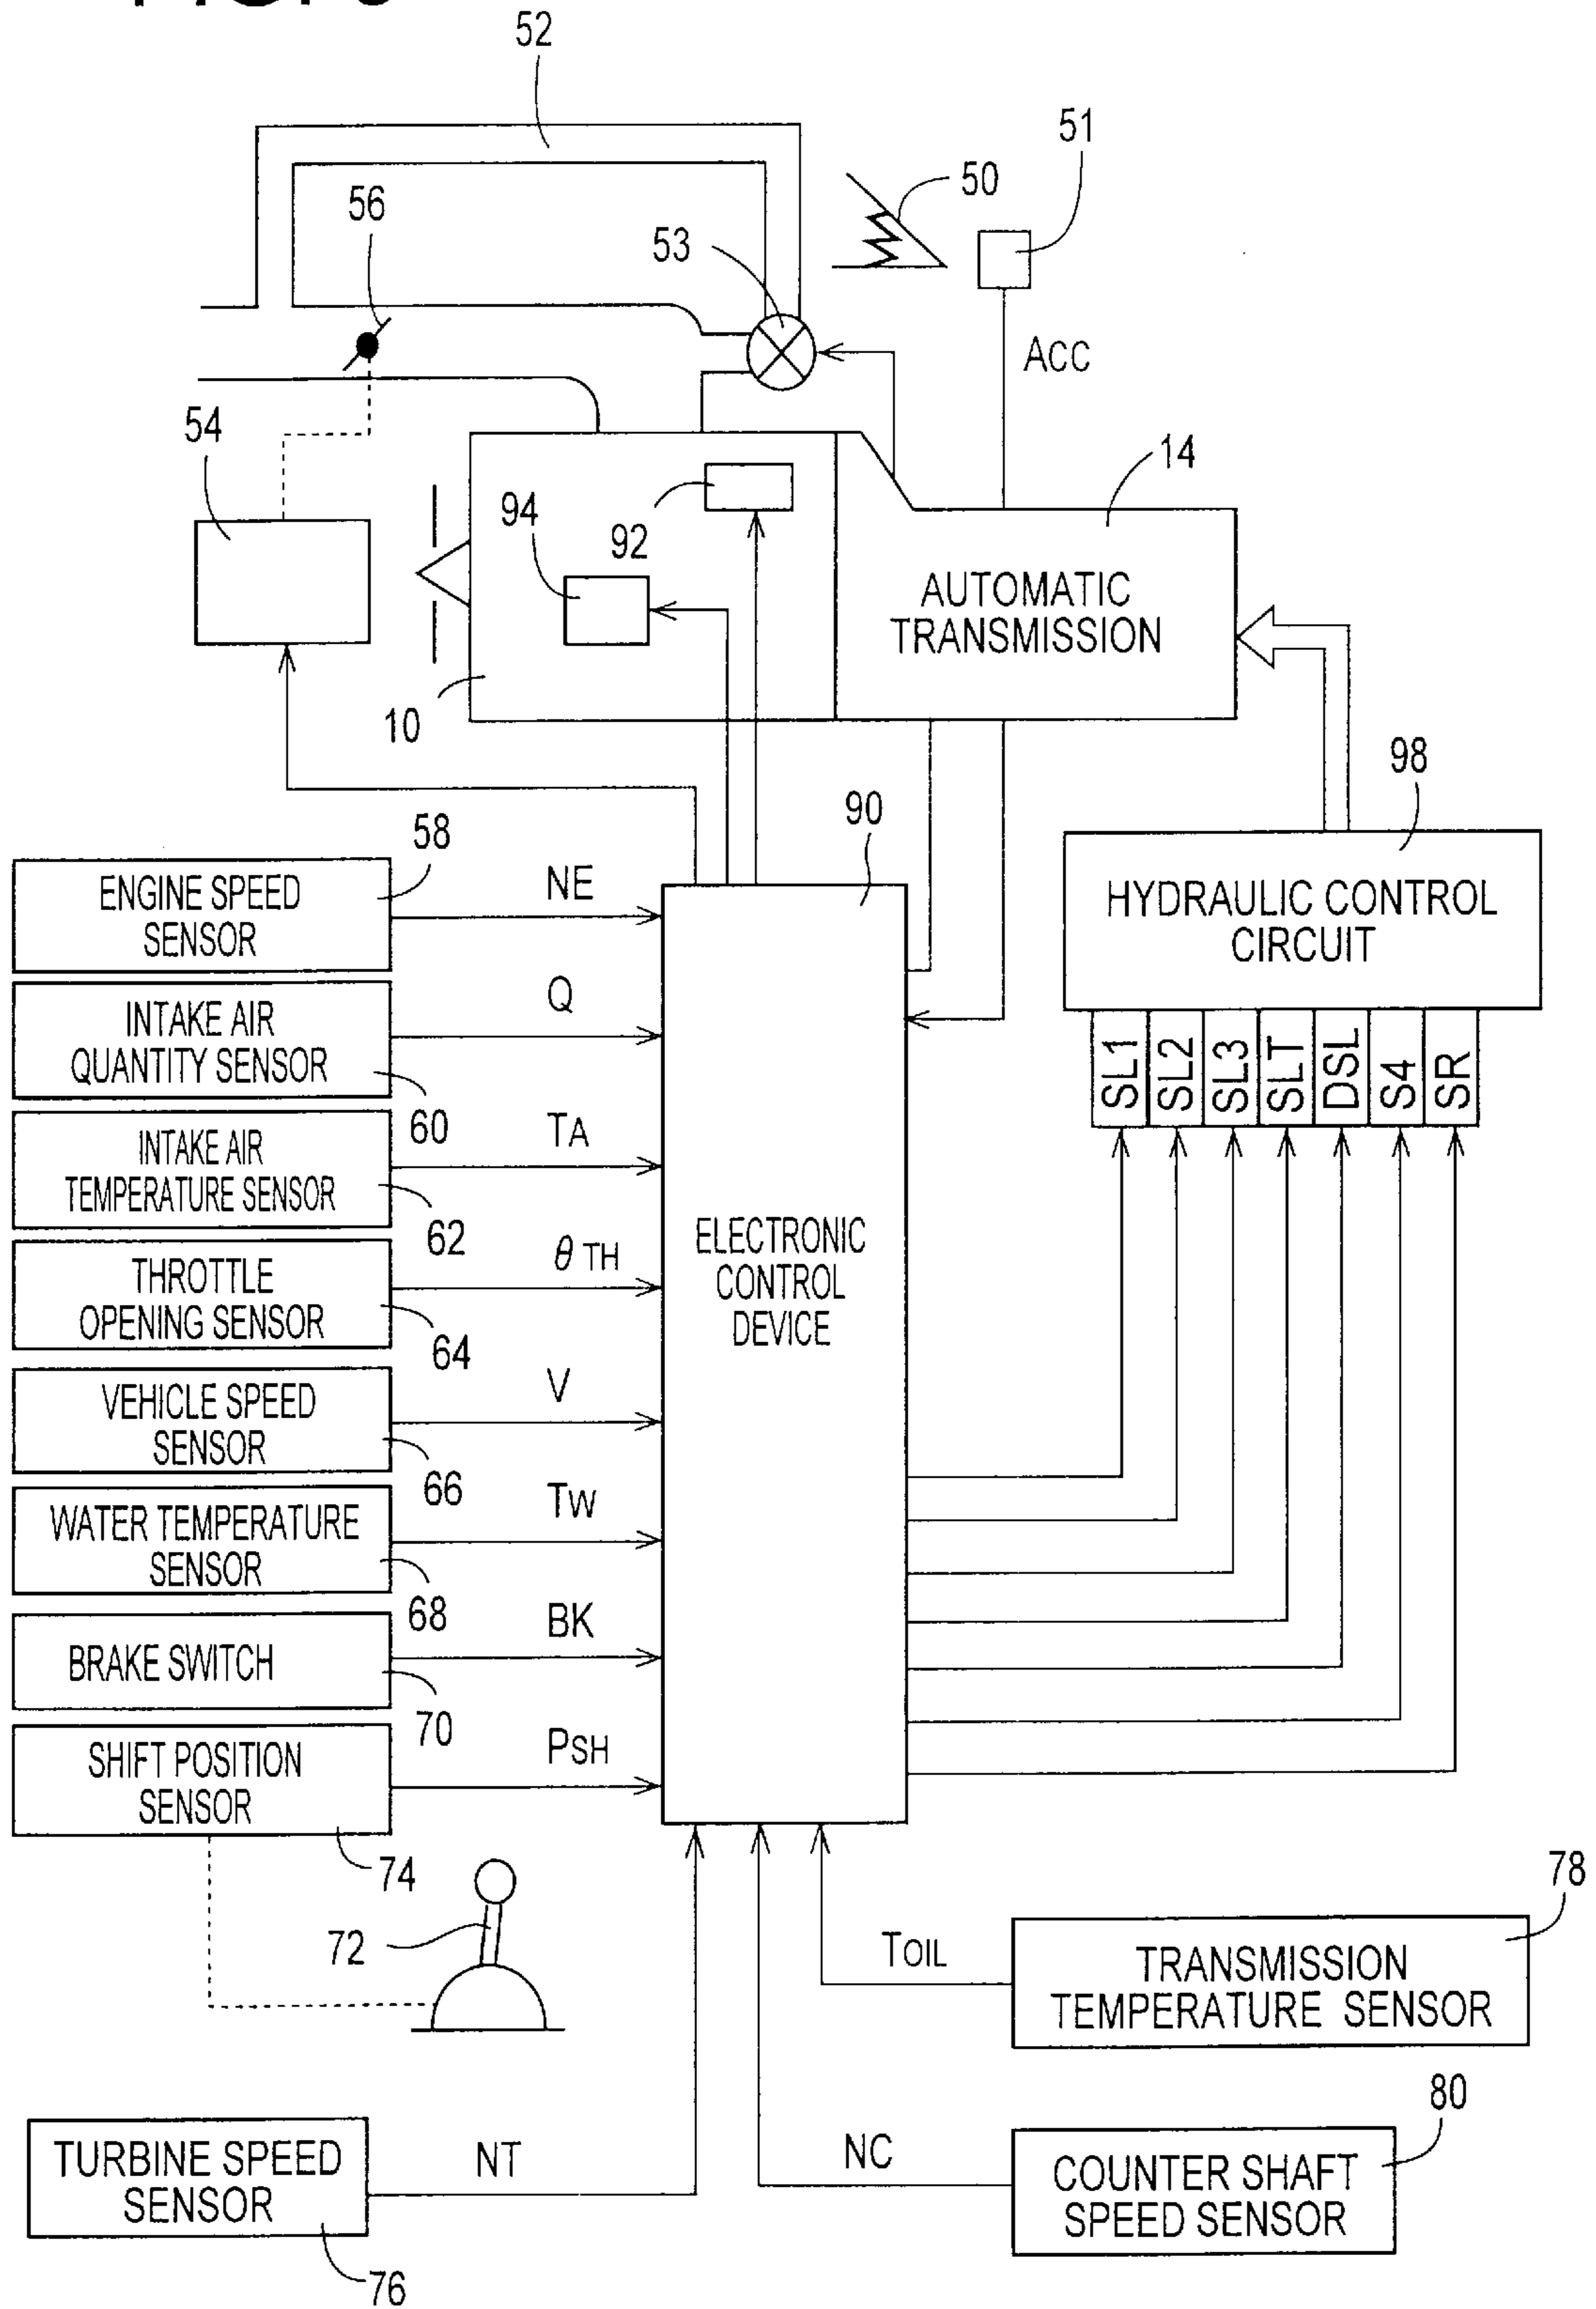 52
51
50
56
53
ACC
54
14
94
92
AUTOMATIC
TRANSMISSION
10
98
90
58
ENGINE SPEED
SENSOR
NE
HYDRAULIC CONTROL
CIRCUIT
INTAKE AIR
QUANTITY SENSOR
Q
60
SL1
SL2
SL3
SLT
DSL
S4
SR
INTAKE AIR
TEMPERATURE SENSOR
TA
62
THROTTLE
OPENING SENSOR
θTH
64
ELECTRONIC
CONTROL
DEVICE
VEHICLE SPEED
SENSOR
V
66
WATER TEMPERATURE
SENSOR
TW
68
BRAKE SWITCH
BK
70
SHIFT POSITION
SENSOR
PSH
74
72
78
TOIL
TRANSMISSION
TEMPERATURE SENSOR
80
TURBINE SPEED
SENSOR
NT
NC
COUNTER SHAFT
SPEED SENSOR
76